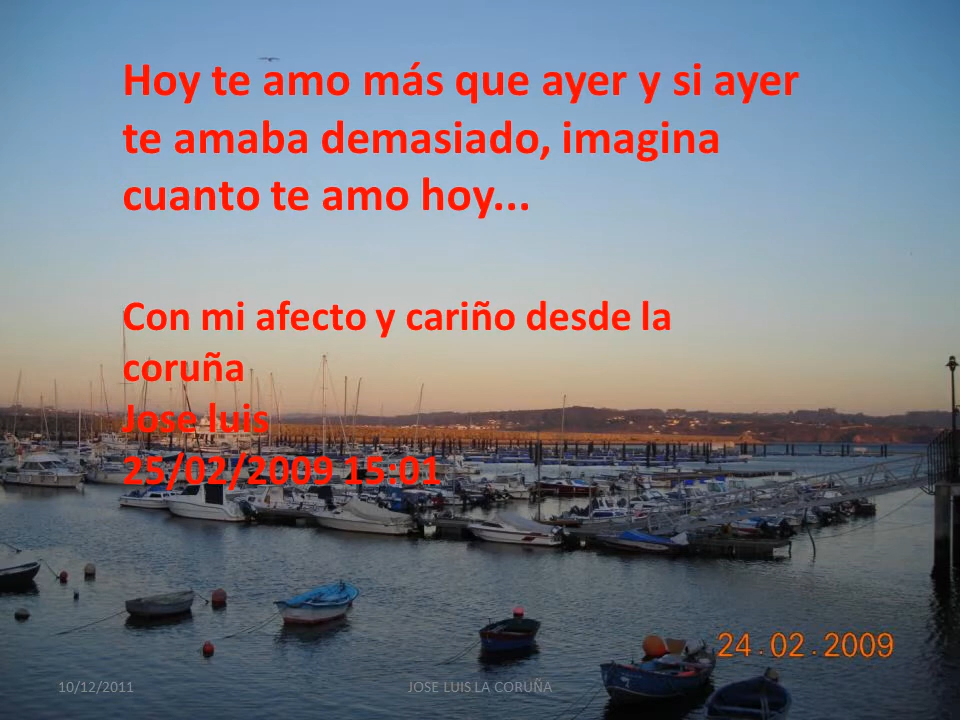 Hoy te amo más que ayer y si ayer
te amaba demasiado, imagina
cuanto te amo hoy...
Con mi afecto y cariño desde la
coruña
Jose luis
25/02/2009 15:01
24.02.2009
10/12/2011
JOSE LUIS LA CORUÑA